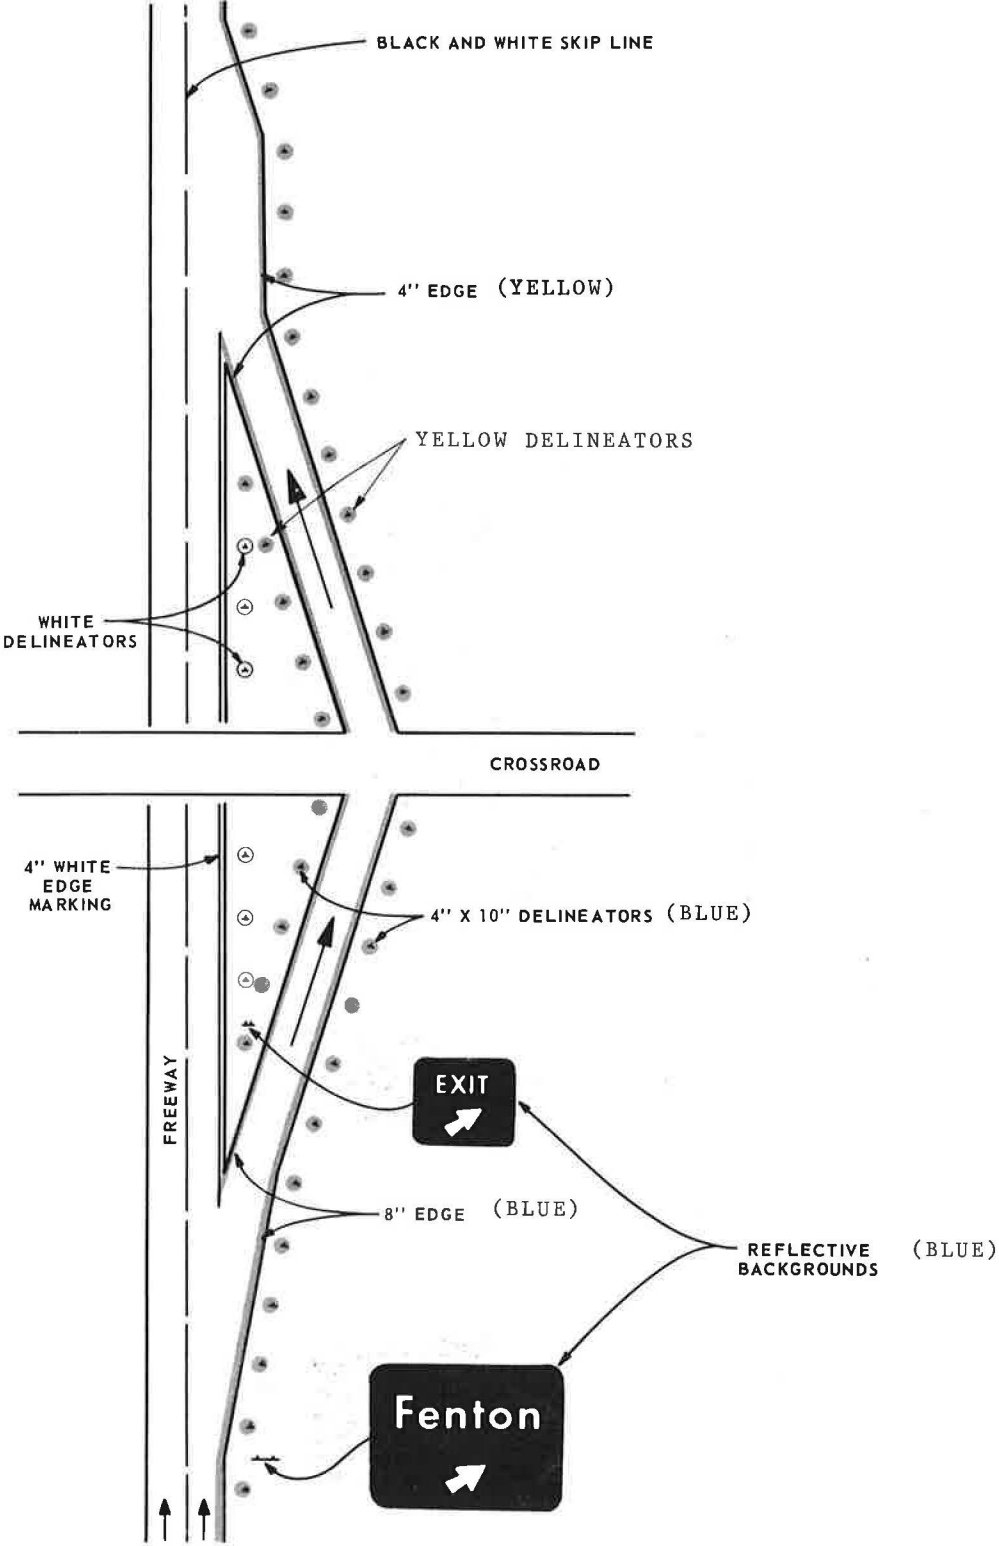 BLACK AND WHITE SKIP LINE
4" EDGE (YELLOW)
YELLOW DELINEATORS
WHITE
DELINEATORS
CROSSROAD
4" WHITE
EDGE
MARKING
4" X 10" DELINEATORS (BLUE)
FREEWAY
EXIT
8" EDGE (BLUE)
REFLECTIVE (BLUE)
BACKGROUNDS
Fenton